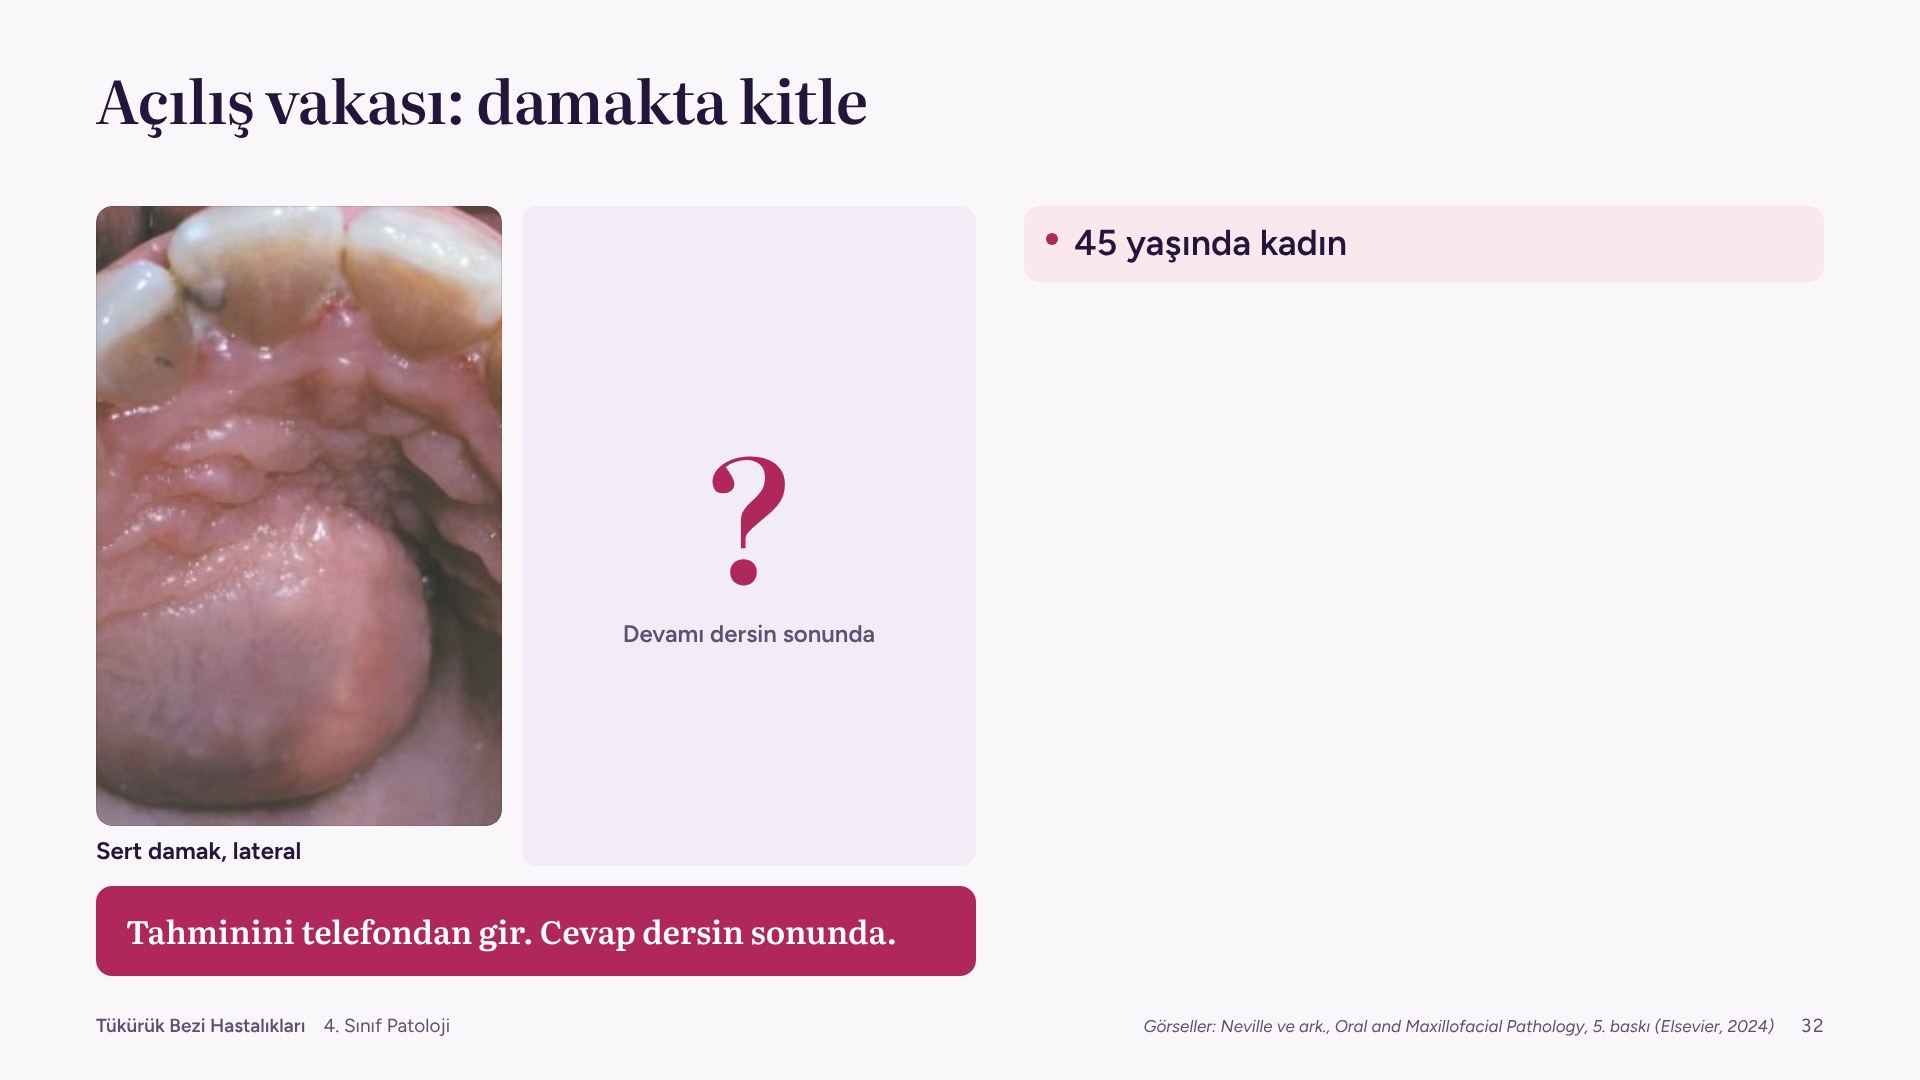 Açılış vakası: damakta kitle
45 yaşında kadın
?
Devamı dersin sonunda
Sert damak, lateral
Tahminini telefondan gir. Cevap dersin sonunda.
Tükürük Bezi Hastalıkları 4. Sınıf Patoloji
Görseller: Neville ve ark., Oral and Maxillofacial Pathology, 5. baskı (Elsevier, 2024) 32